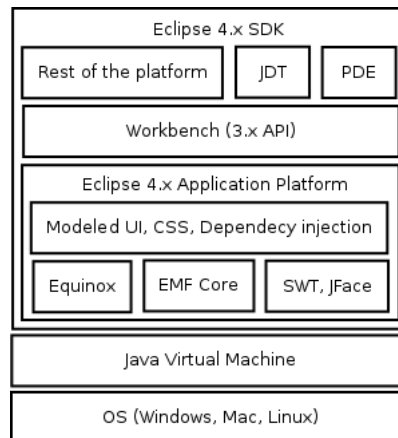 Eclipse 4.x SDK
Rest of the platform
JDT
PDE
Workbench (3.x API)
Eclipse 4.x Application Platform
Modeled UI, CSS, Dependecy injection
Equinox
EMF Core
SWT, JFace
Java Virtual Machine
OS (Windows, Mac, Linux)